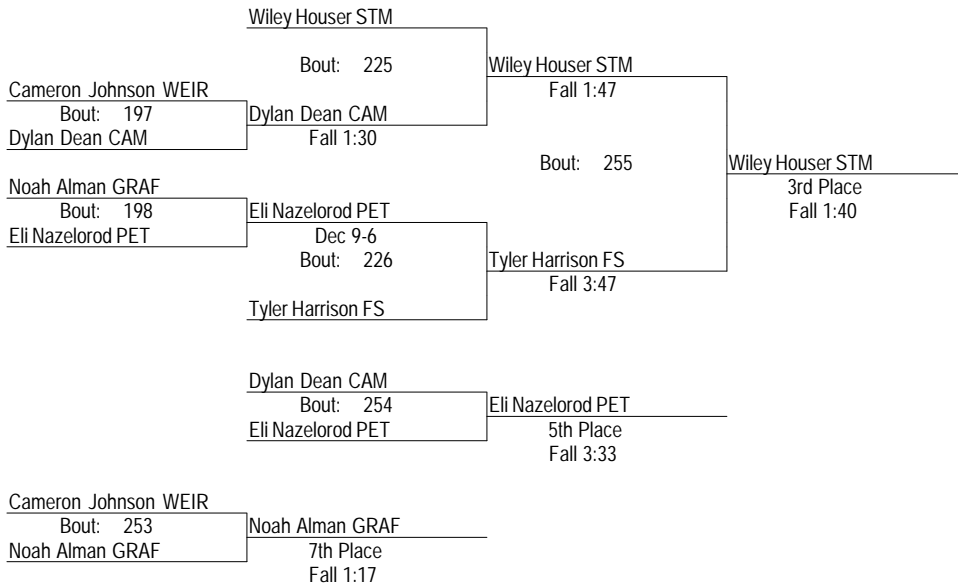 Wiley Houser STM
Bout: 225
Wiley Houser STM
Cameron Johnson WEIR
Fall 1:47
Bout: 197
Dylan Dean CAM
Dylan Dean CAM
Fall 1:30
Bout: 255
Wiley Houser STM
Noah Alman GRAF
3rd Place
Bout: 198
Eli Nazelorod PET
Fall 1:40
Eli Nazelorod PET
Dec 9-6
Bout: 226
Tyler Harrison FS
Fall 3:47
Tyler Harrison FS
Dylan Dean CAM
Bout: 254
Eli Nazelorod PET
Eli Nazelorod PET
5th Place
Fall 3:33
Cameron Johnson WEIR
Bout: 253
Noah Alman GRAF
Noah Alman GRAF
7th Place
Fall 1:17